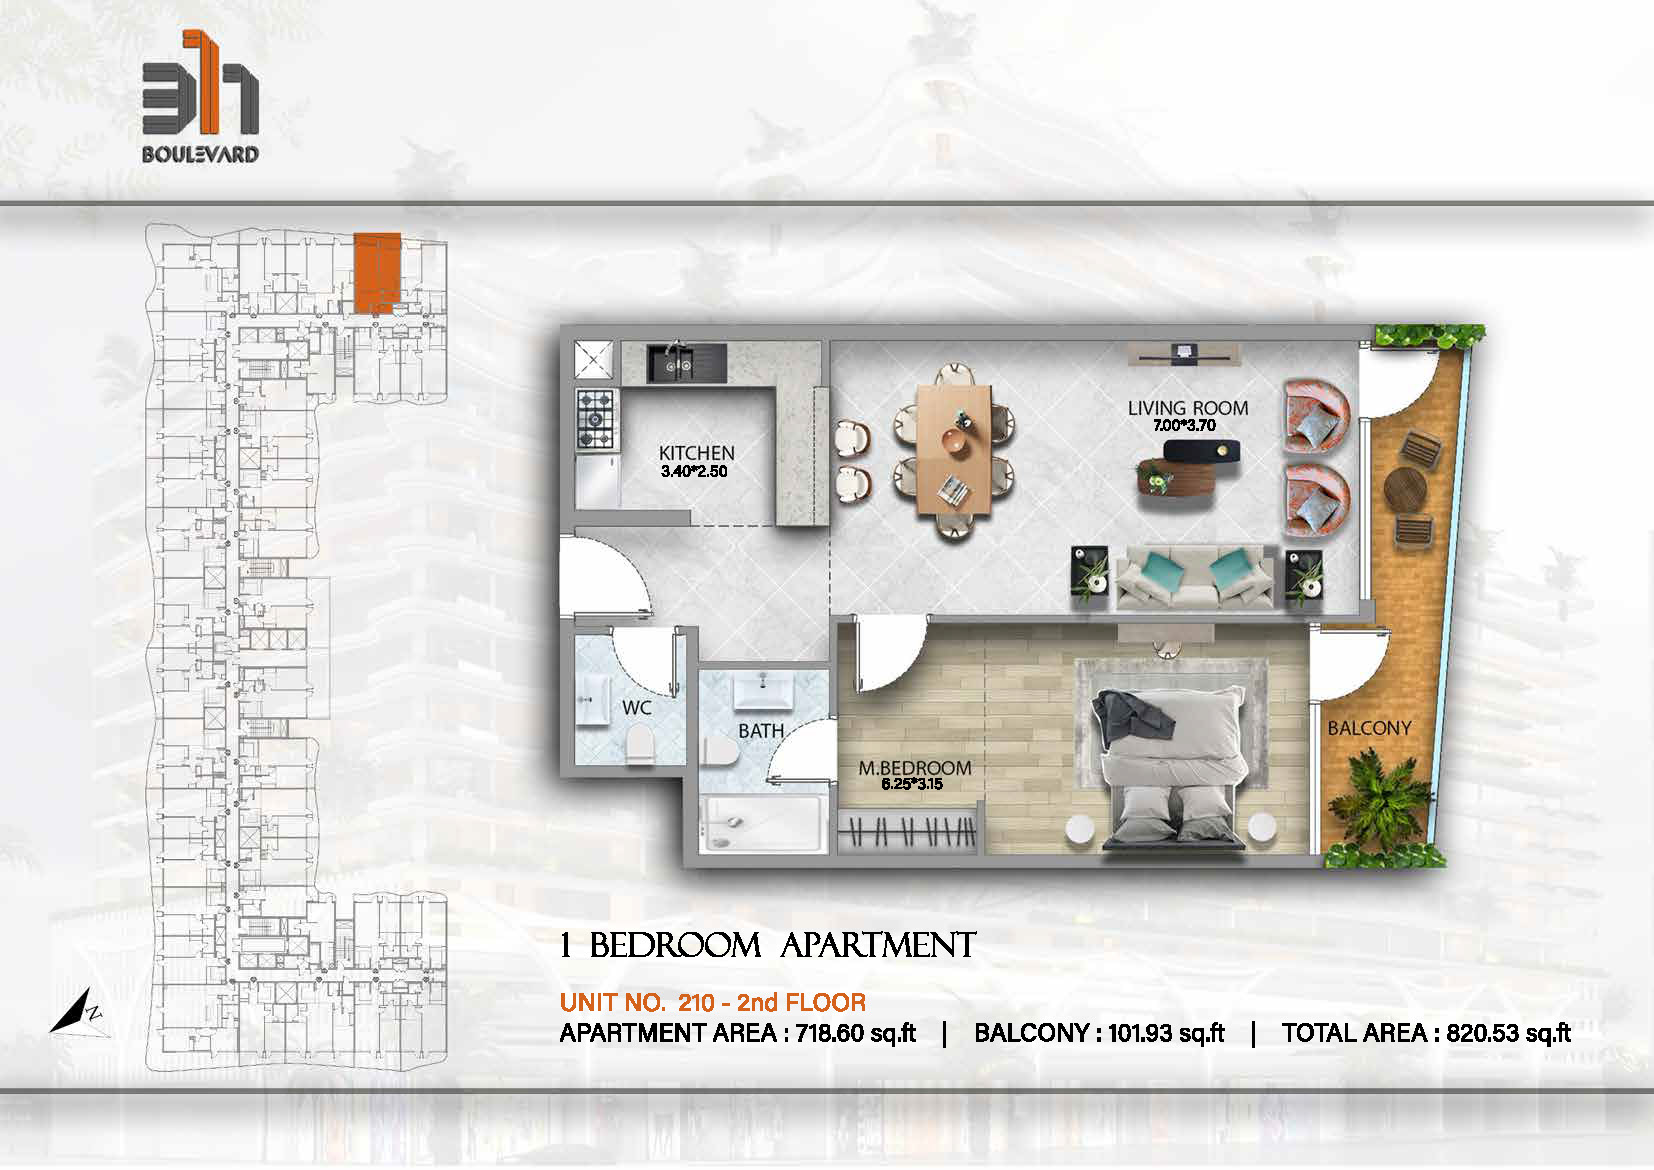 311
BOULEVARD
KITCHEN
3.40*2.50
LIVING ROOM
7.00*3.70
WC
BATH
M.BEDROOM
6.25*3.15
BALCONY
N
1 BEDROOM APARTMENT
UNIT NO. 210 - 2nd FLOOR
APARTMENT AREA : 718.60 sq.ft | BALCONY : 101.93 sq.ft | TOTAL AREA : 820.53 sq.ft